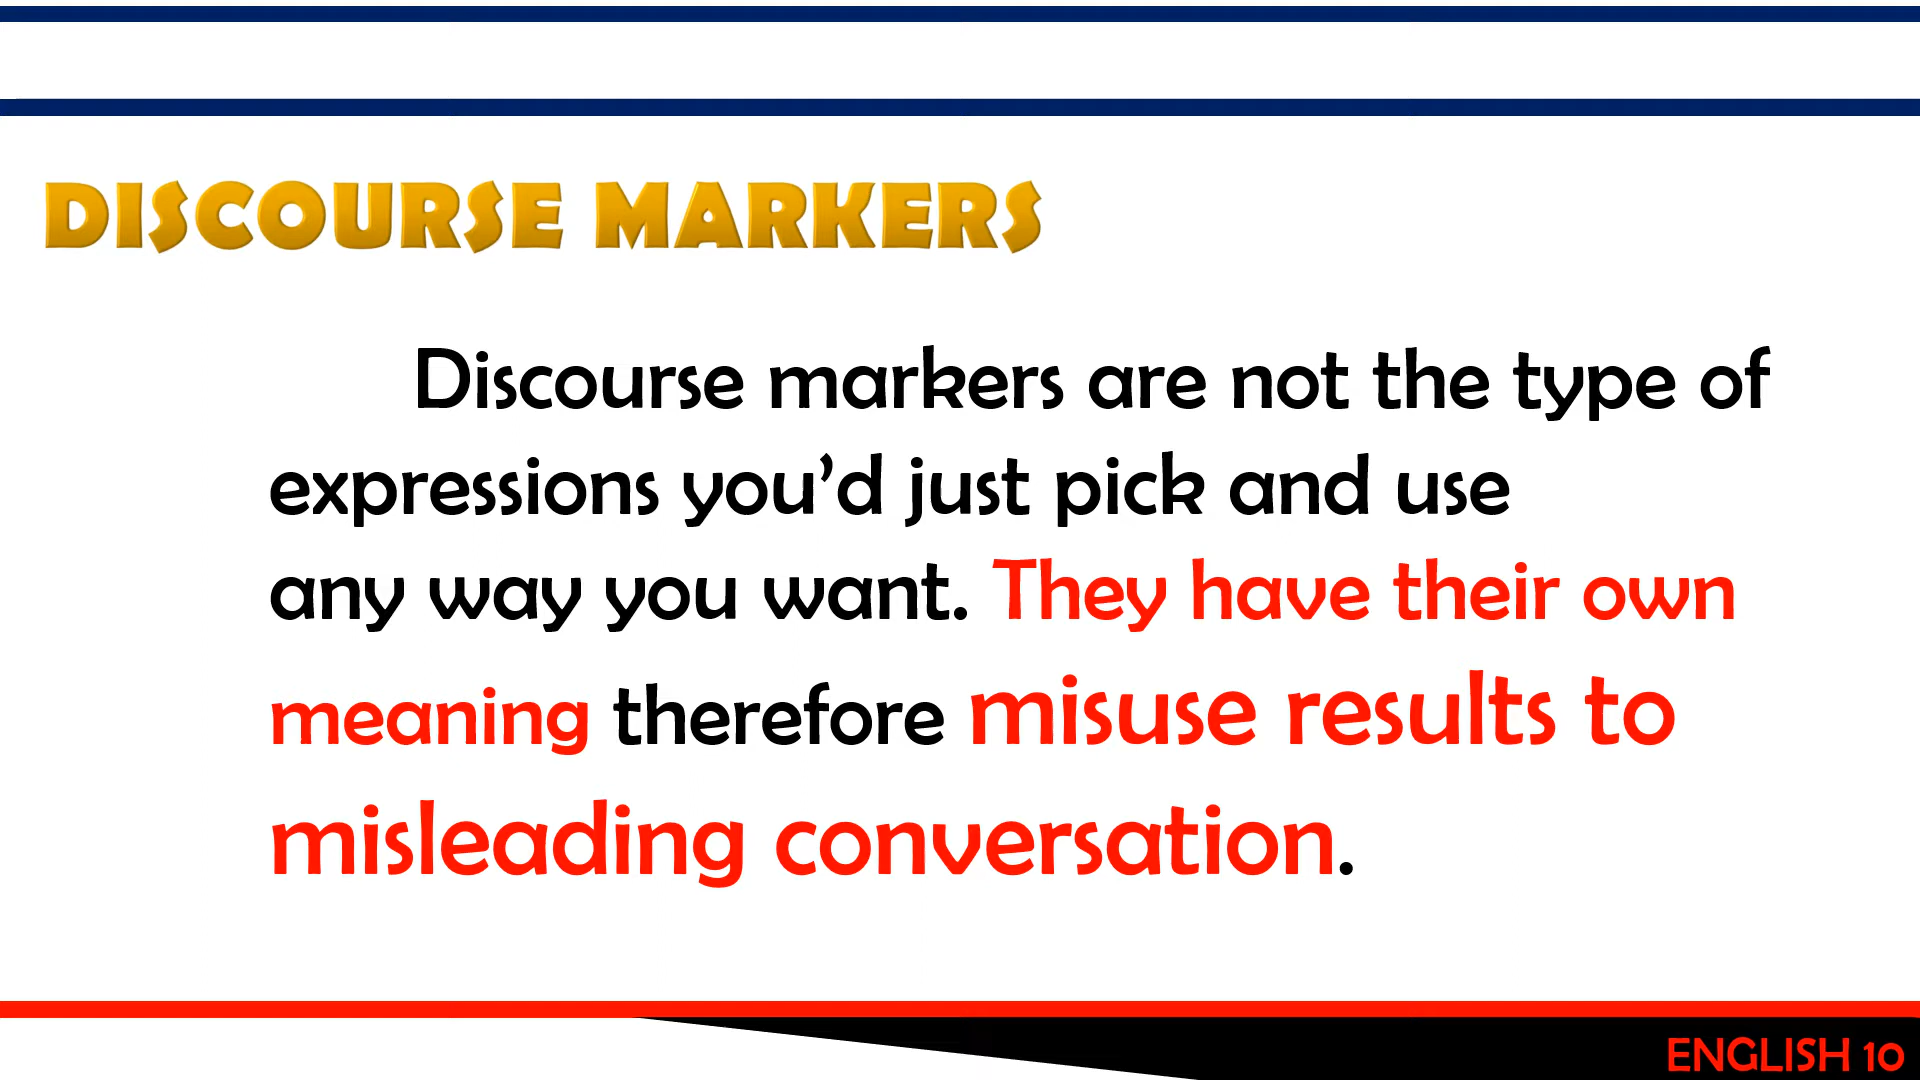 DISCOURSE MARKERS
Discourse markers are not the type of
expressions you’d just pick and use
any way you want. They have their own
meaning therefore misuse results to
misleading conversation.
ENGLISH 10